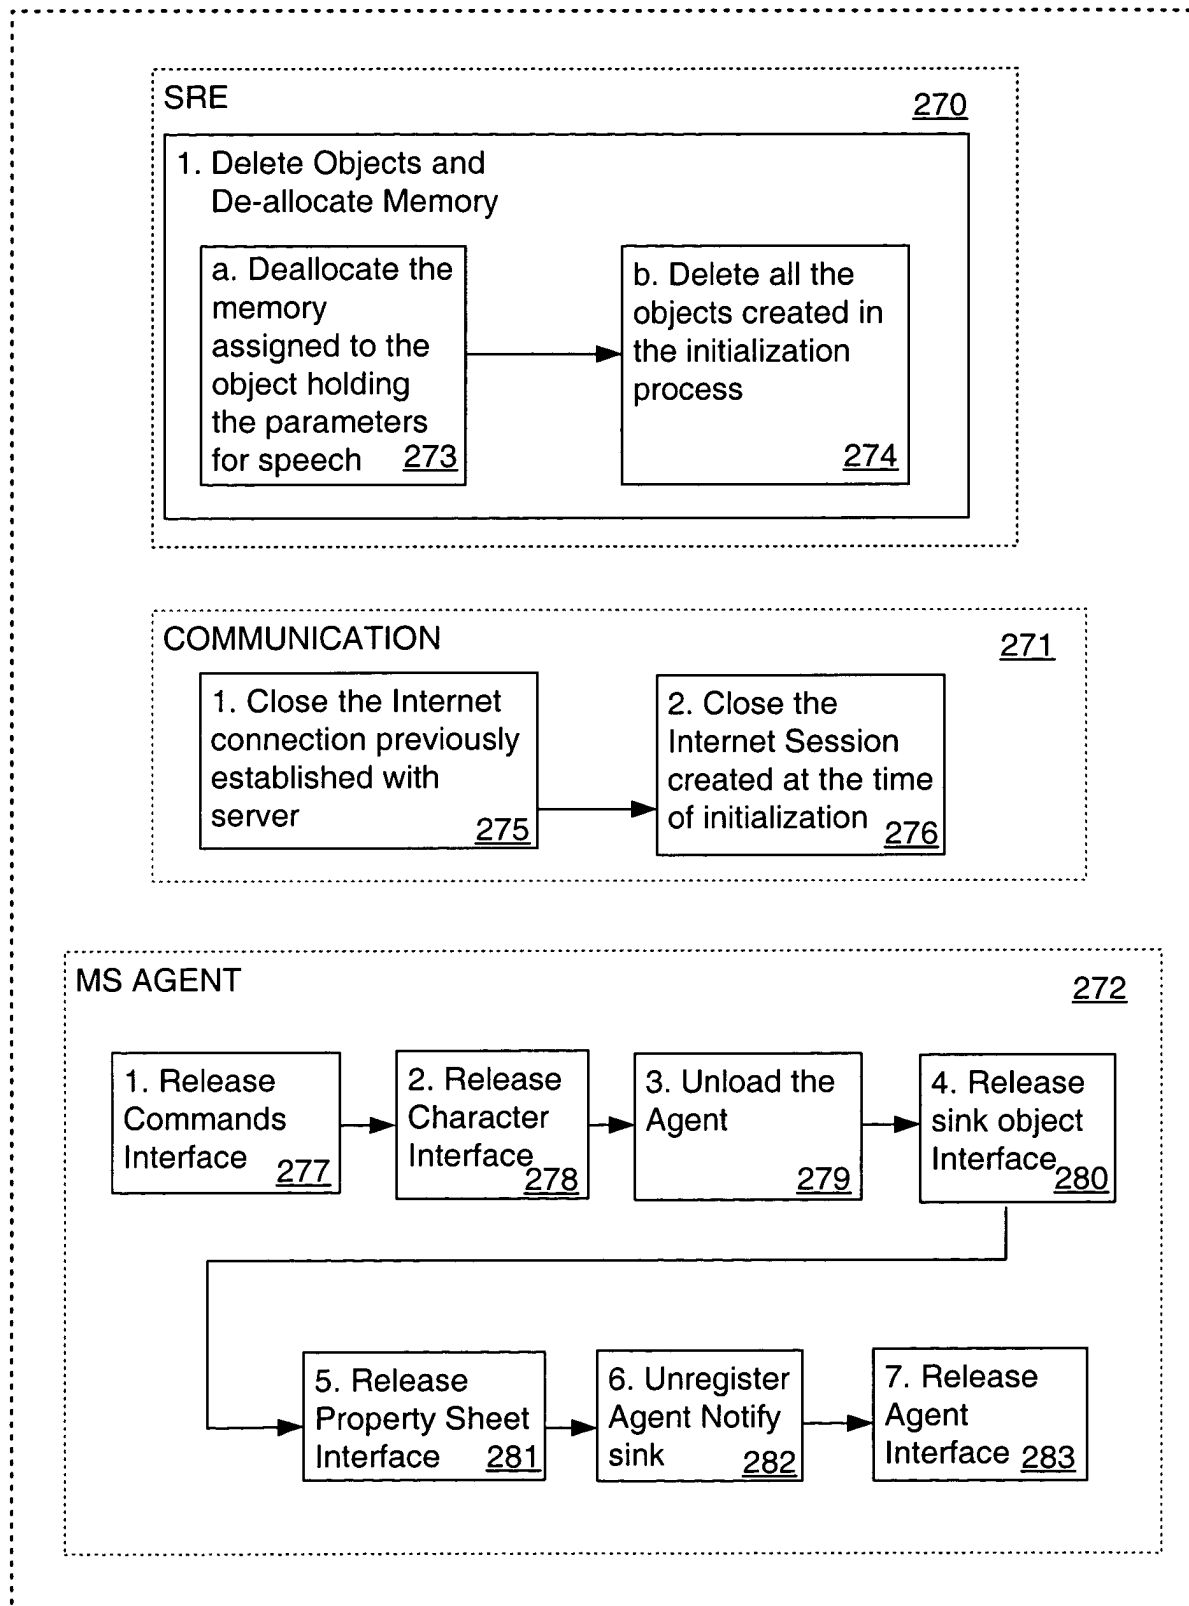 SRE
270
1. Delete Objects and
De-allocate Memory
a. Deallocate the
memory
assigned to the
object holding
the parameters
for speech 273
b. Delete all the
objects created in
the initialization
process
274
COMMUNICATION
271
1. Close the Internet
connection previously
established with
server
275
2. Close the
Internet Session
created at the time
of initialization
276
MS AGENT
272
1. Release
Commands
Interface
277
2. Release
Character
Interface
278
3. Unload the
Agent
279
4. Release
sink object
Interface
280
5. Release
Property Sheet
Interface 281
6. Unregister
Agent Notify
sink
282
7. Release
Agent
Interface 283